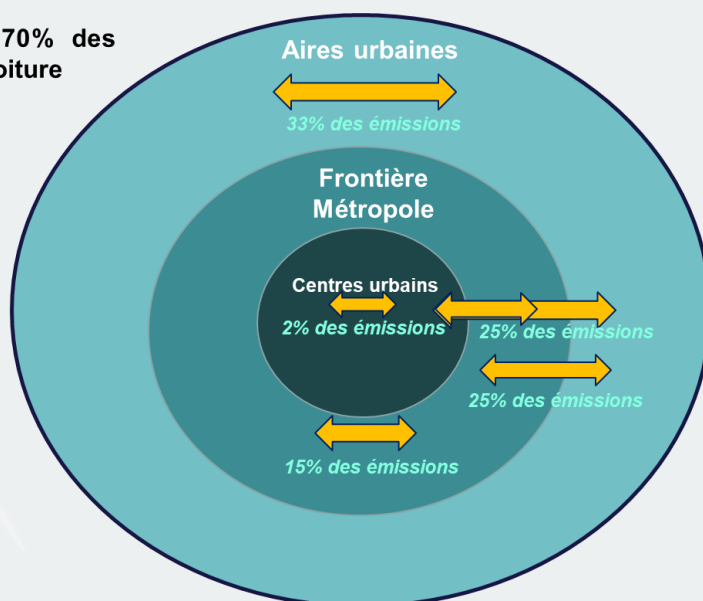 70% des
oiture
Aires urbaines
33% des émissions
Frontière
Métropole
Centres urbains
2% des émissions
25% des émissions
25% des émissions
15% des émissions